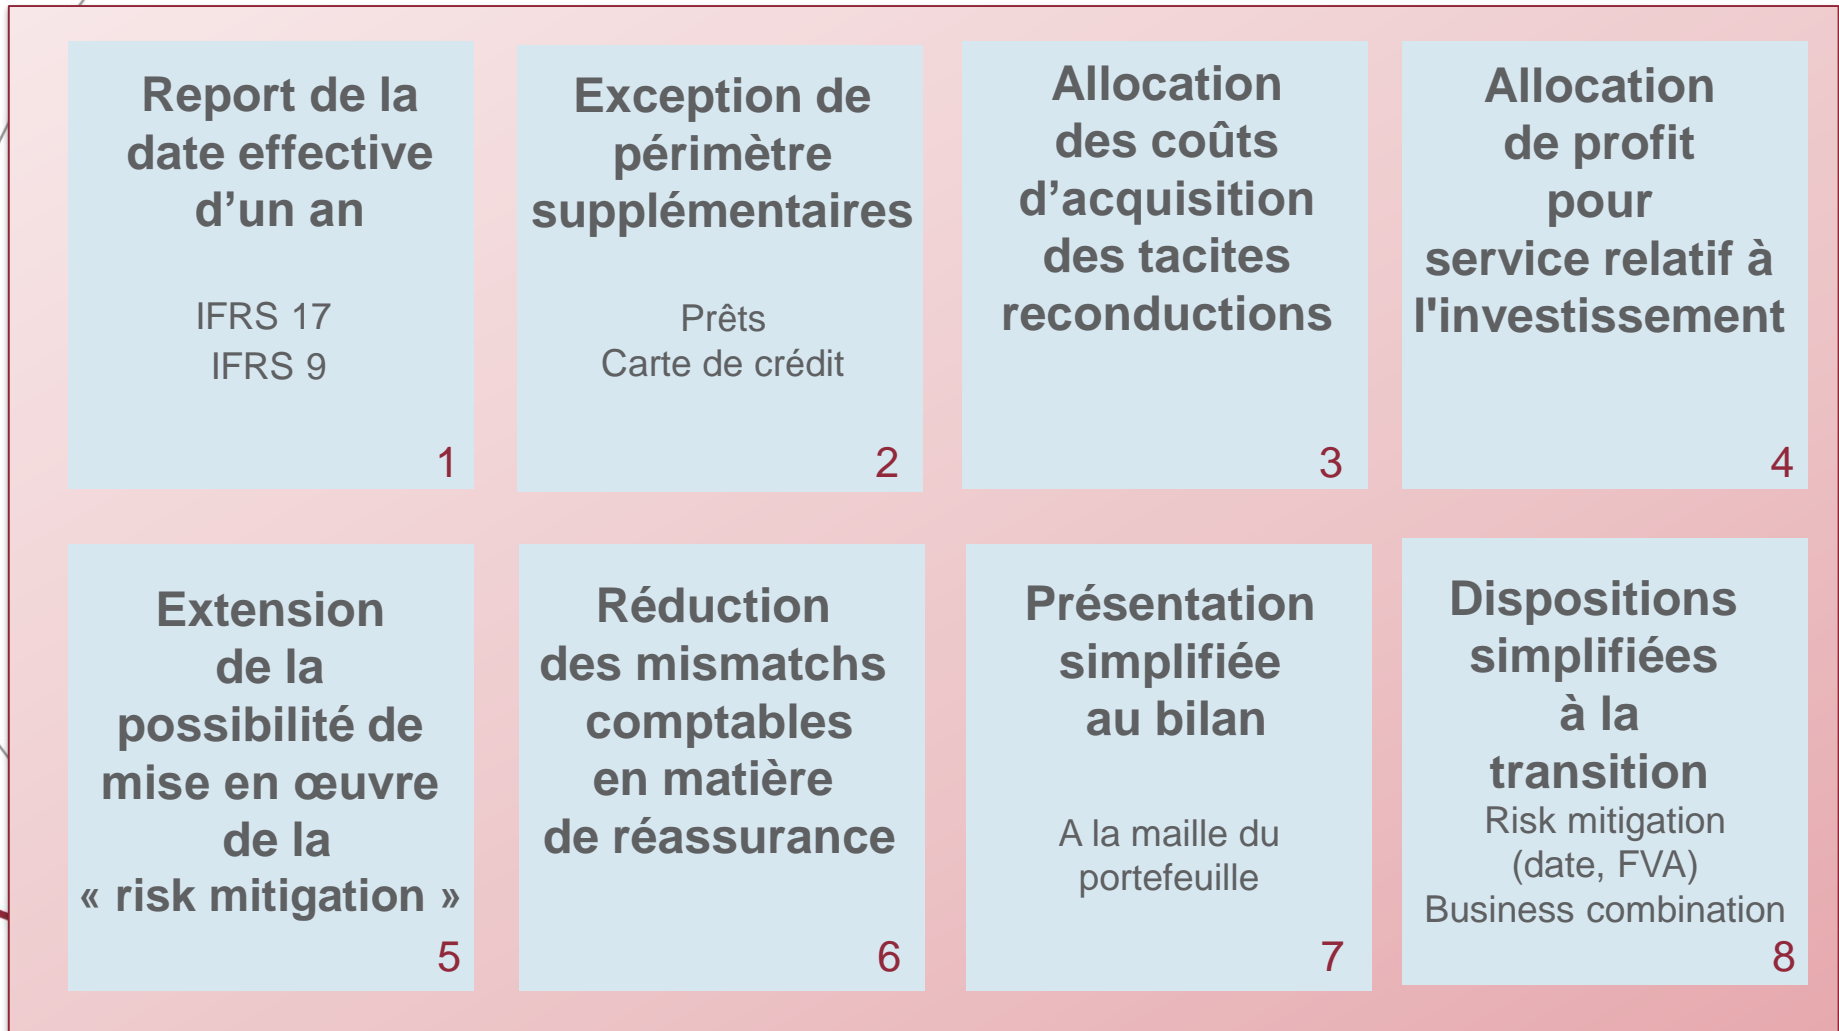 Report de la
date effective
d’un an
IFRS 17
IFRS 9
1
Exception de
périmètre
supplémentaires
Prêts
Carte de crédit
2
Allocation
des coûts
d’acquisition
des tacites
reconductions
3
Allocation
de profit
pour
service relatif à
l'investissement
4
Extension
de la
possibilité de
mise en œuvre
de la
« risk mitigation »
5
Réduction
des mismatchs
comptables
en matière
de réassurance
6
Présentation
simplifiée
au bilan
A la maille du
portefeuille
7
Dispositions
simplifiées
à la
transition
Risk mitigation
(date, FVA)
Business combination
8